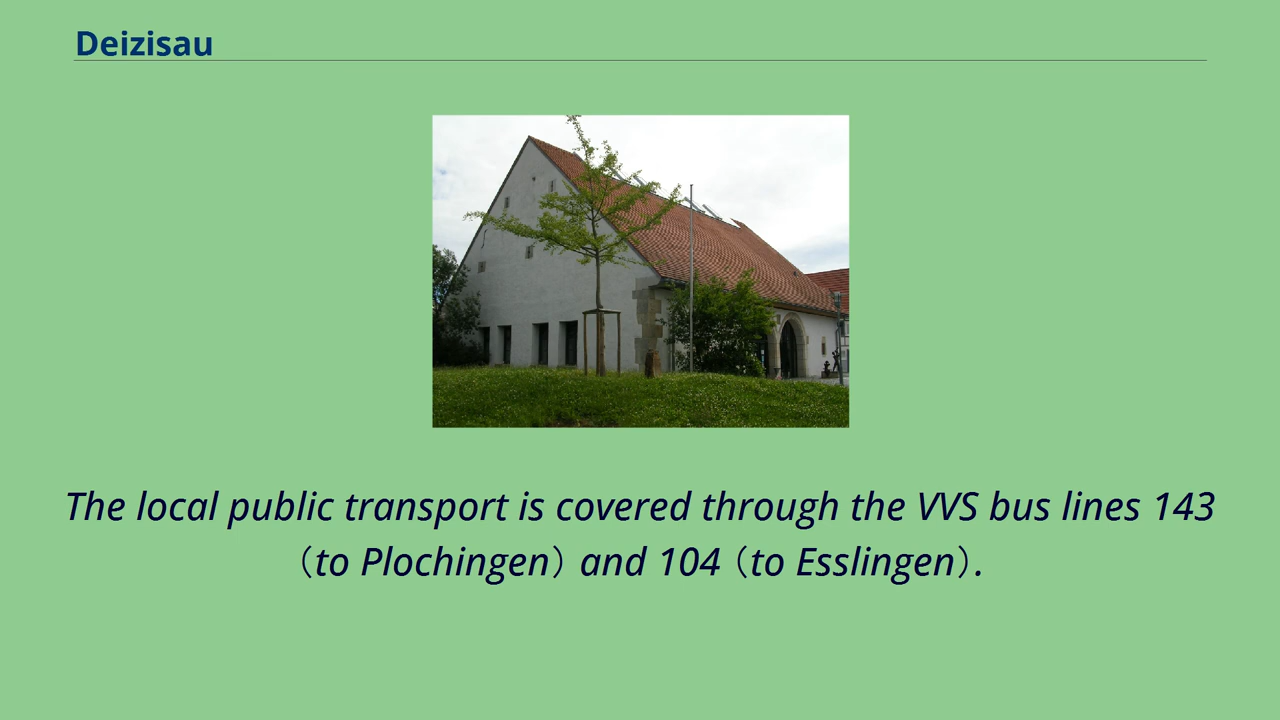 Deizisau
The local public transport is covered through the VVS bus lines 143
(to Plochingen) and 104 (to Esslingen).